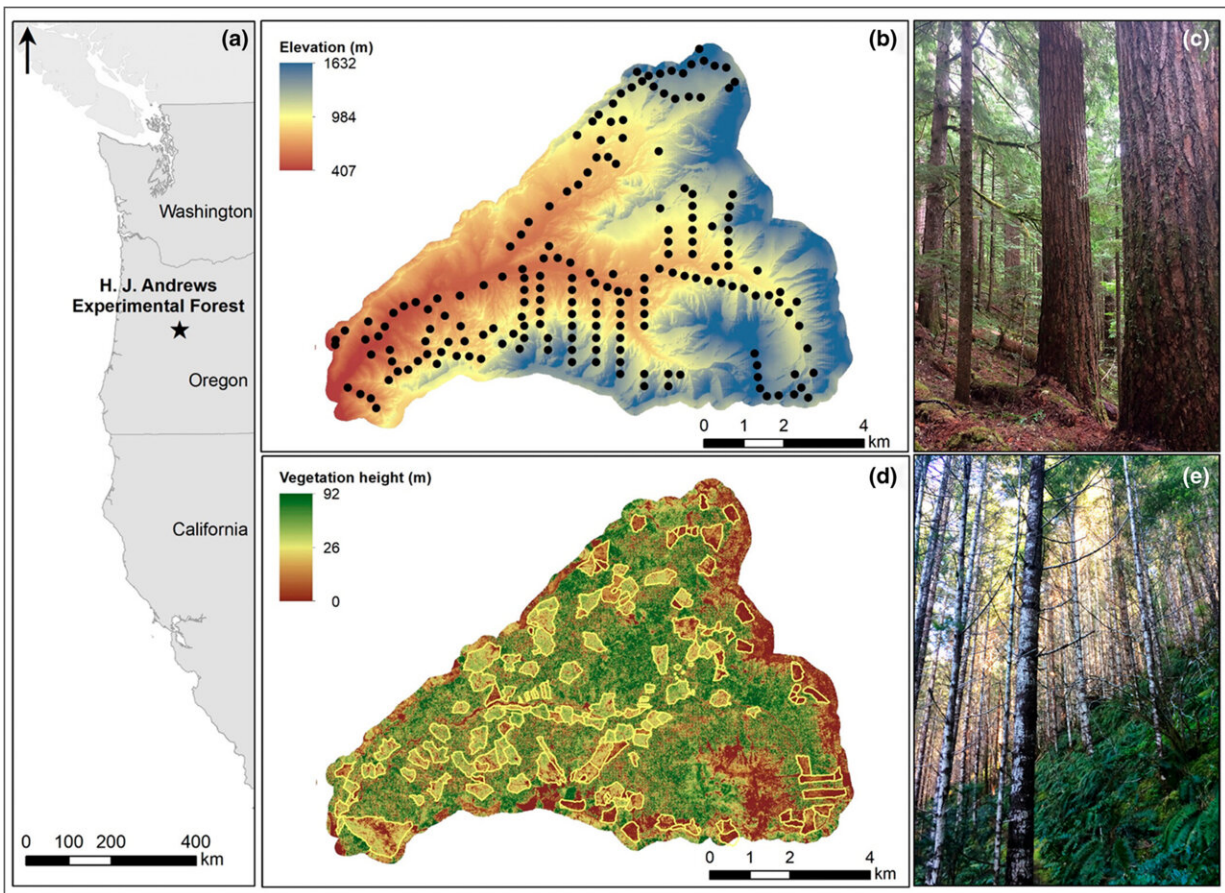 (a)
Washington
H. J. Andrews
Experimental Forest
Oregon
California
0 200 400
km
(b)
Elevation (m)
1632
984
407
0 1 2 4
km
(c)
(d)
Vegetation height (m)
92
26
0
0 1 2 4
km
(e)